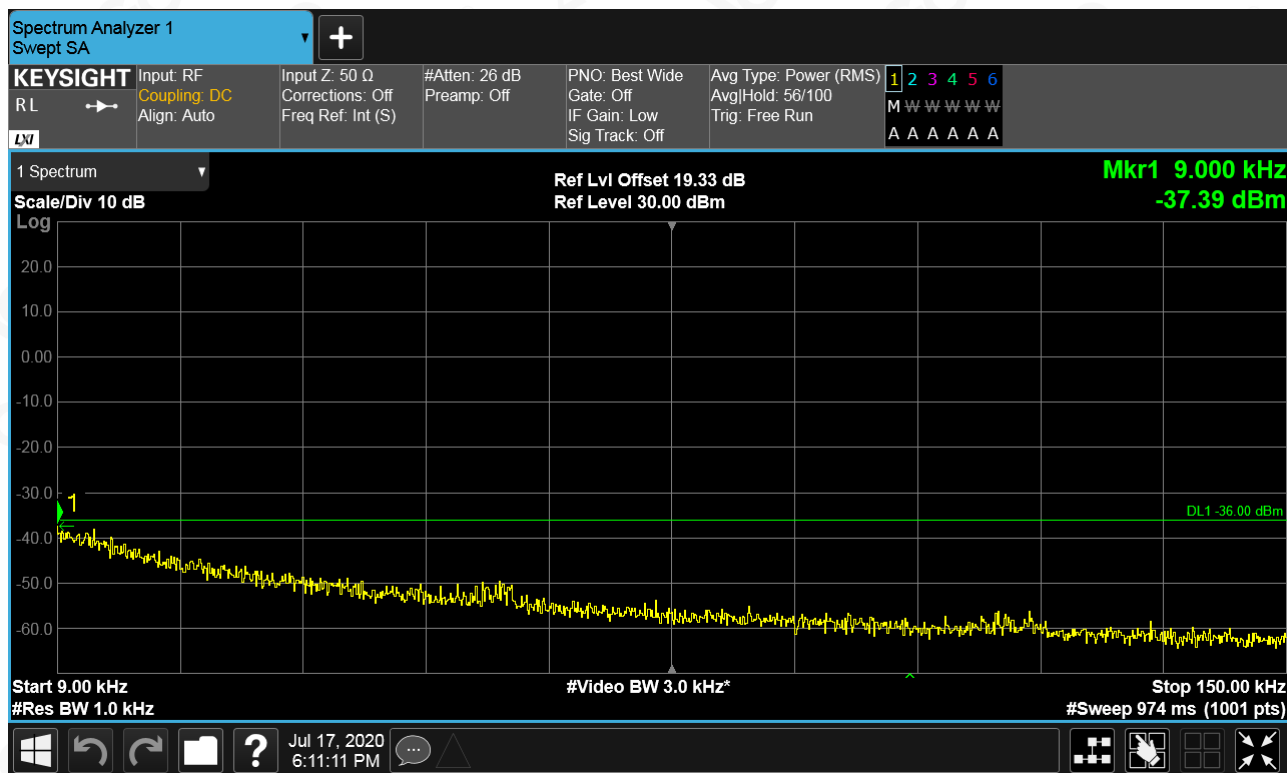 Spectrum Analyzer 1
Swept SA
KEYSIGHT
R L
LXI
Input: RF
Coupling: DC
Align: Auto
Input Z: 50 Ω
Corrections: Off
Freq Ref: Int (S)
#Atten: 26 dB
Preamp: Off
PNO: Best Wide
Gate: Off
IF Gain: Low
Sig Track: Off
Avg Type: Power (RMS)
Avg|Hold: 56/100
Trig: Free Run
1 2 3 4 5 6
M W W W W W
A A A A A A
1 Spectrum
Scale/Div 10 dB
Ref Lvl Offset 19.33 dB
Ref Level 30.00 dBm
Mkr1 9.000 kHz
-37.39 dBm
Log
20.0
10.0
0.00
-10.0
-20.0
-30.0
1
DL1 -36.00 dBm
-40.0
-50.0
-60.0
Start 9.00 kHz
#Res BW 1.0 kHz
#Video BW 3.0 kHz*
Stop 150.00 kHz
#Sweep 974 ms (1001 pts)
?
Jul 17, 2020
6:11:11 PM